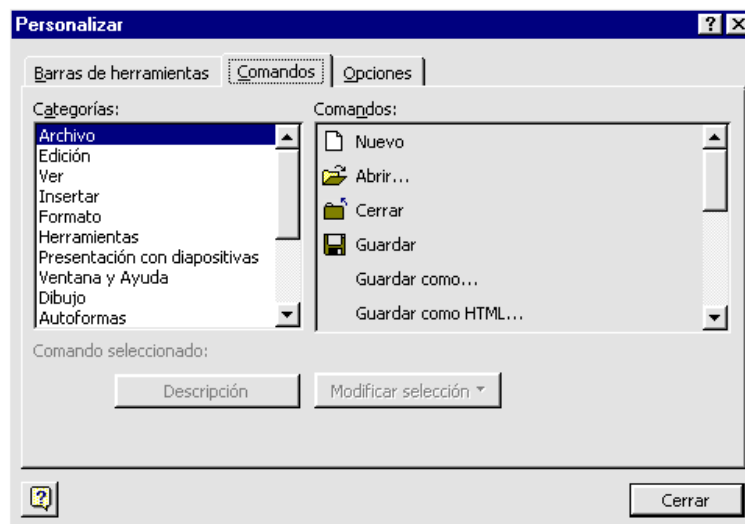 Personalizar
Barras de herramientas Comandos Opciones
Categorías:
Archivo
Edición
Ver
Insertar
Formato
Herramientas
Presentación con diapositivas
Ventana y Ayuda
Dibujo
Autoformas
Comandos:
Nuevo
Abrir...
Cerrar
Guardar
Guardar como...
Guardar como HTML...
Comando seleccionado:
Descripción Modificar selección
Cerrar